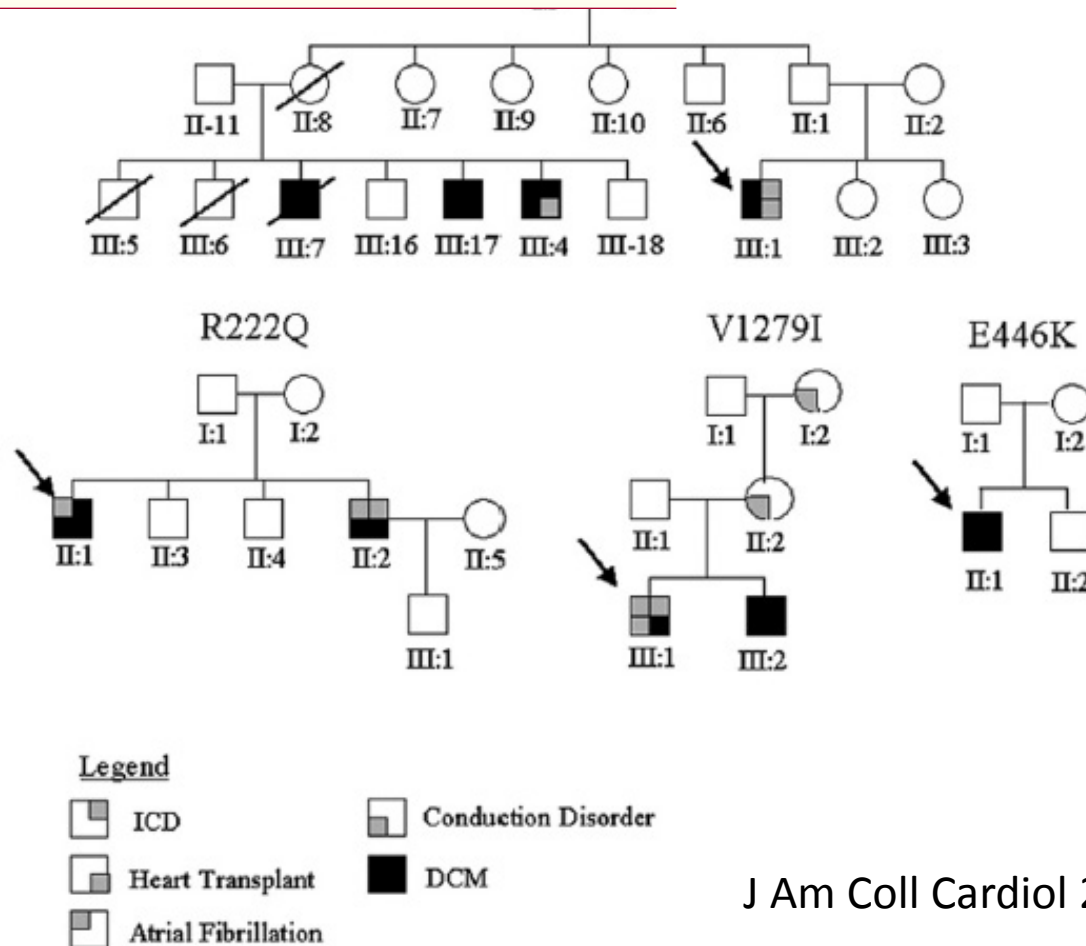 II-11 II:8 II:7 II:9 II:10 II:6 II:1 II:2
III:5 III:6 III:7 III:16 III:17 III:4 III-18 III:1 III:2 III:3
R222Q V1279I E446K
I:1 I:2 I:1 I:2 I:1 I:2
II:1 II:2
II:1 II:3 II:4 II:2 II:5 II:1 II:2
III:1 III:1 III:2
Legend
ICD Conduction Disorder
Heart Transplant DCM
Atrial Fibrillation
J Am Coll Cardiol 2